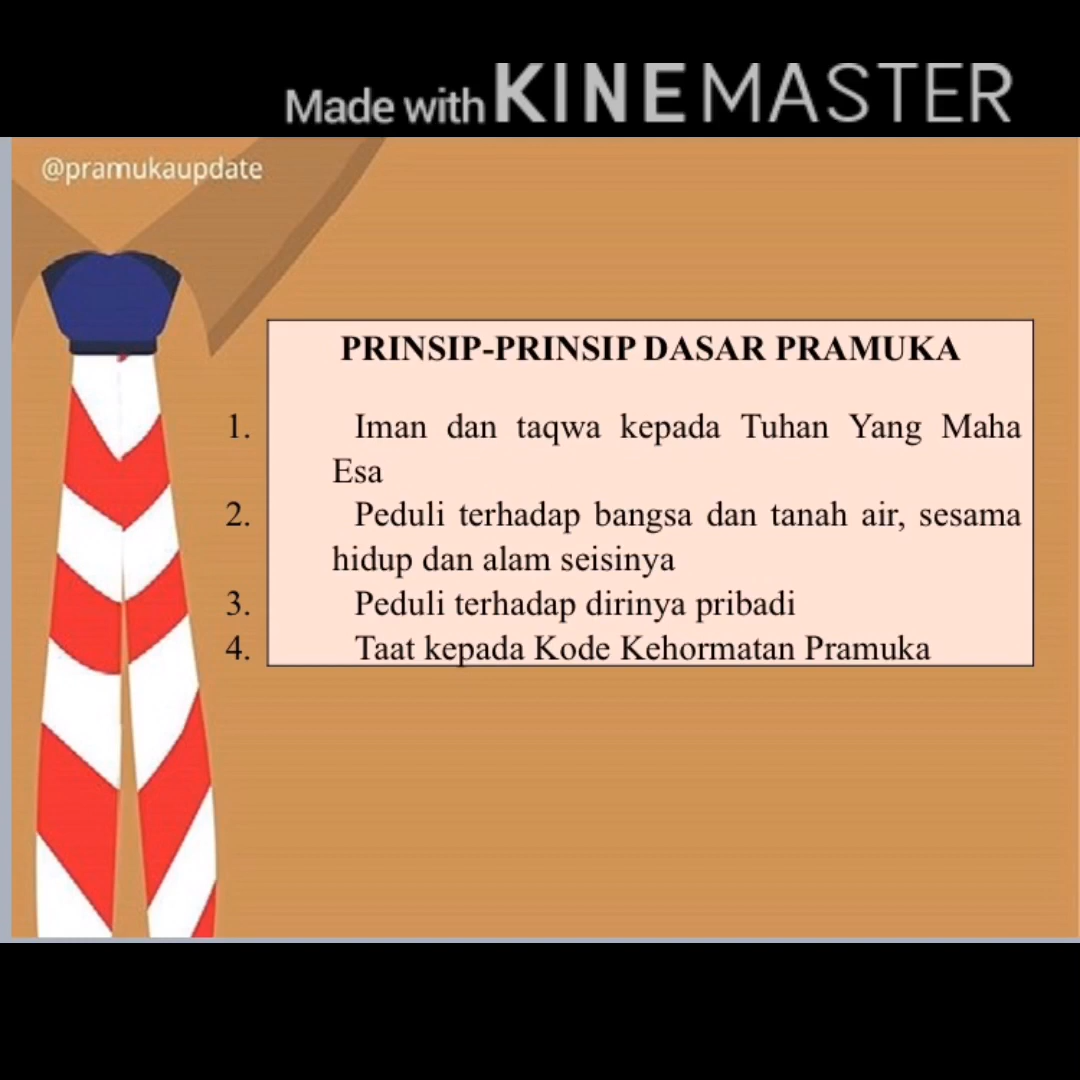 Made with KINEMASTER
@pramukaupdate
PRINSIP-PRINSIP DASAR PRAMUKA
1. Iman dan taqwa kepada Tuhan Yang Maha
Esa
2. Peduli terhadap bangsa dan tanah air, sesama
hidup dan alam seisinya
3. Peduli terhadap dirinya pribadi
4. Taat kepada Kode Kehormatan Pramuka